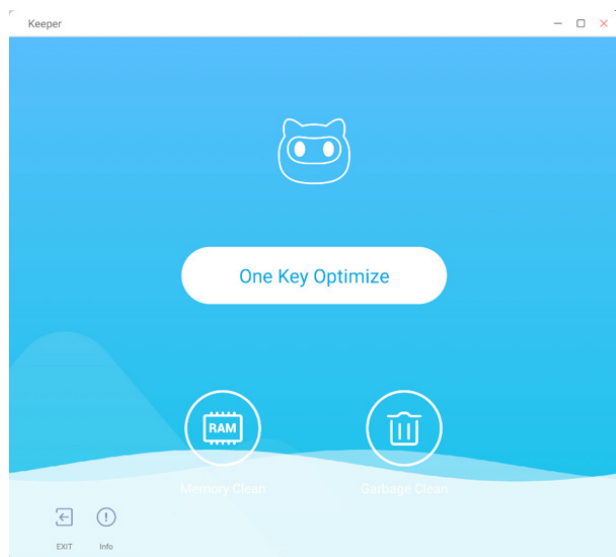 Keeper
One Key Optimize
RAM
Memory Clean
Garbage Clean
EXIT
Info